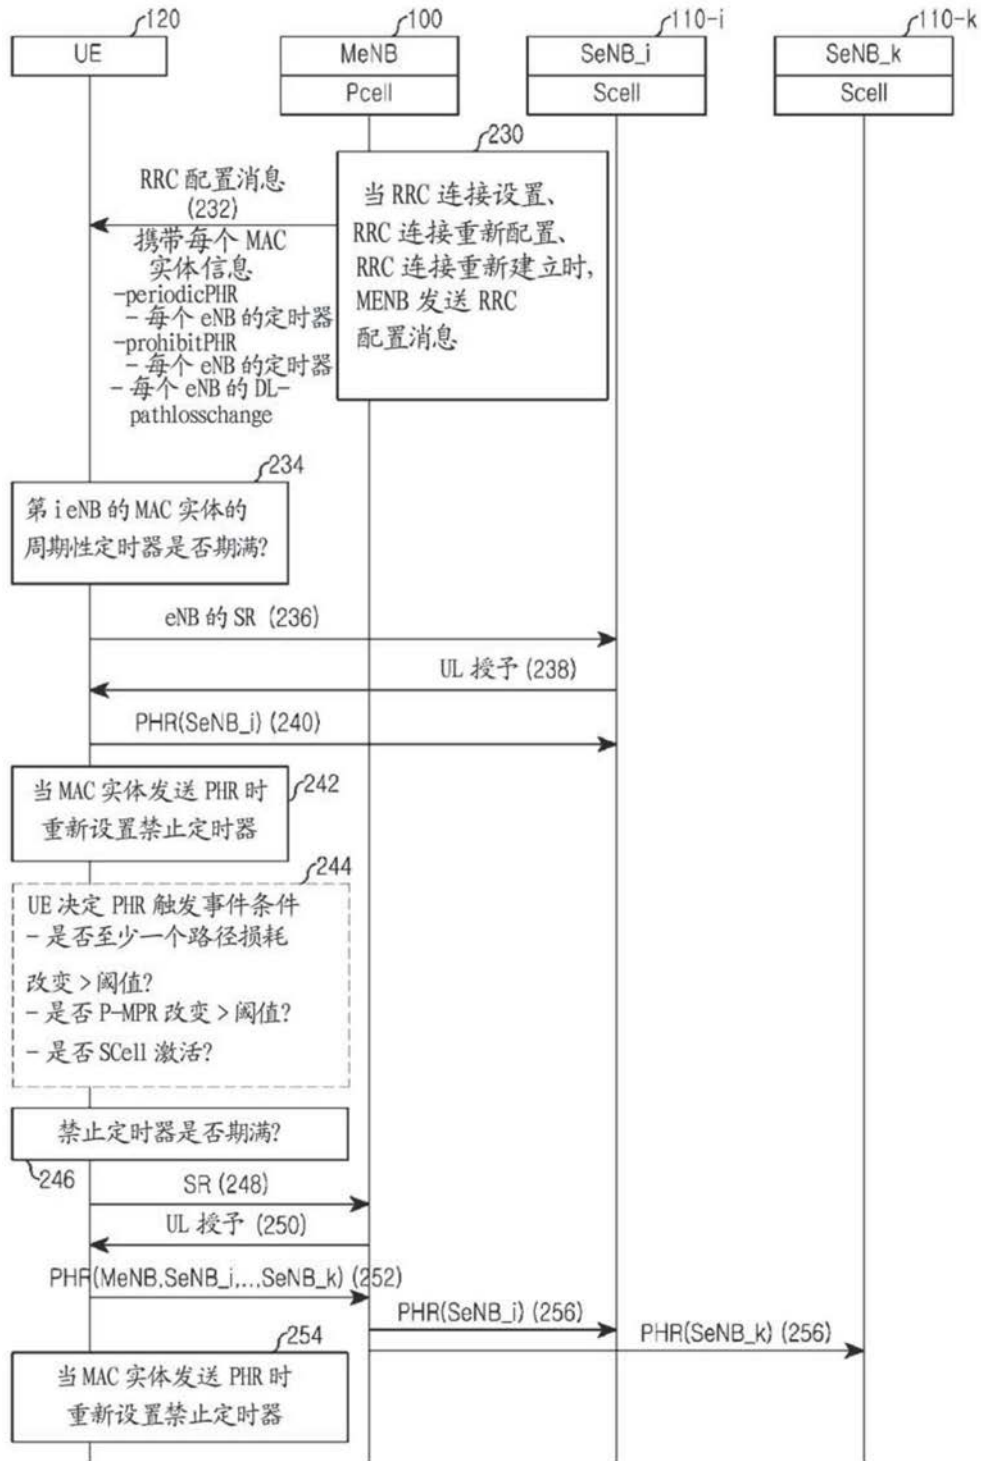 120
100
110-i
110-k
UE
MeNB
SeNB_i
SeNB_k
Pcell
Scell
Scell
230
RRC 配置消息
(232)
携带每个 MAC
实体信息
-periodicPHR
- 每个 eNB 的定时器
-prohibitPHR
- 每个 eNB 的定时器
- 每个 eNB 的 DL-
pathlosschange
当 RRC 连接设置、
RRC 连接重新配置、
RRC 连接重新建立时,
MENB 发送 RRC
配置消息
234
第 i eNB 的 MAC 实体的
周期性定时器是否期满?
eNB 的 SR (236)
UL 授予 (238)
PHR(SeNB_i) (240)
242
当 MAC 实体发送 PHR 时
重新设置禁止定时器
244
UE 决定 PHR 触发事件条件
- 是否至少一个路径损耗
改变 > 阈值?
- 是否 P-MPR 改变 > 阈值?
- 是否 SCell 激活?
禁止定时器是否期满?
246
SR (248)
UL 授予 (250)
PHR(MeNB,SeNB_i,...SeNB_k) (252)
PHR(SeNB_i) (256)
PHR(SeNB_k) (256)
254
当 MAC 实体发送 PHR 时
重新设置禁止定时器